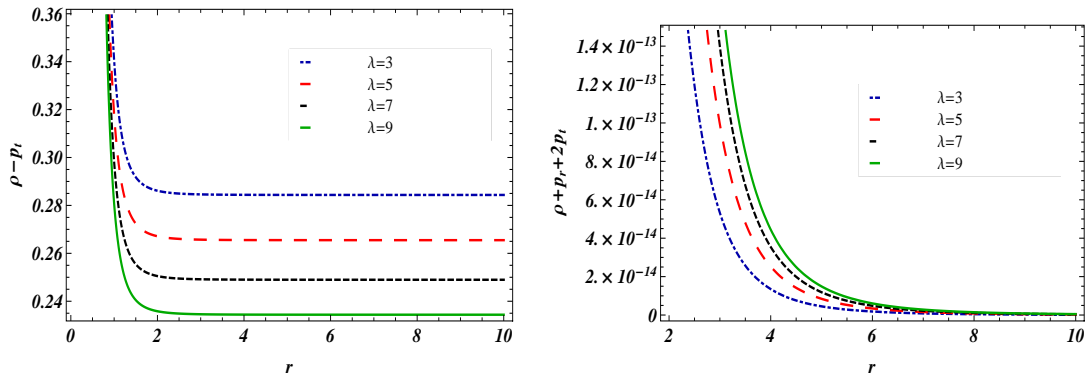 0.36
0.34
0.32
0.30
0.28
0.26
0.24
ρ−pₜ
λ=3
λ=5
λ=7
λ=9
0 2 4 6 8 10
r
1.4×10⁻¹³
1.2×10⁻¹³
1.×10⁻¹³
8.×10⁻¹⁴
6.×10⁻¹⁴
4.×10⁻¹⁴
2.×10⁻¹⁴
0
ρ+pᵣ+2pₜ
λ=3
λ=5
λ=7
λ=9
2 4 6 8 10
r